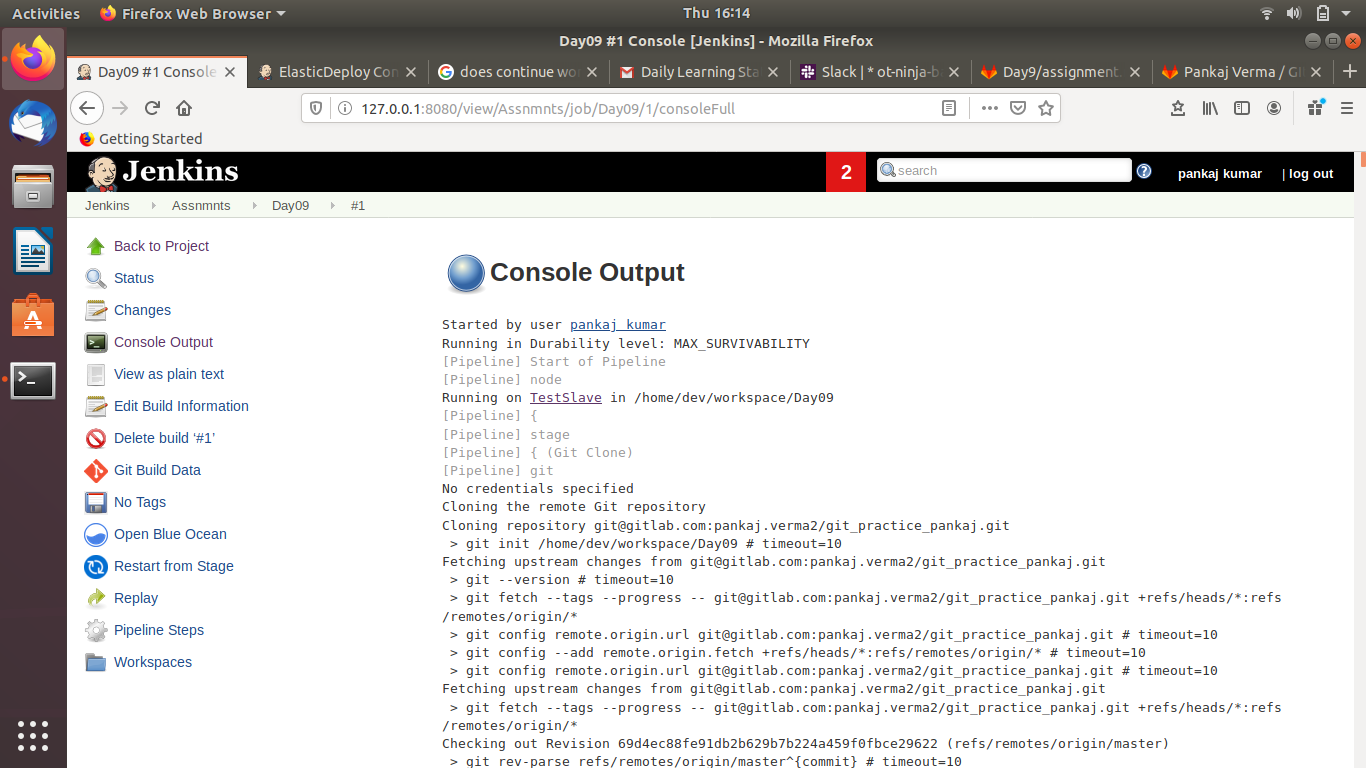 Activities
Firefox Web Browser
Thu 16:14
Day09 #1 Console [Jenkins] - Mozilla Firefox
Day09 #1 Console
ElasticDeploy Con
does continue wo
Daily Learning Sta
Slack | * ot-ninja-b
Day9/assignment.
Pankaj Verma / Gi
127.0.0.1:8080/view/Assnmnts/job/Day09/1/consoleFull
Getting Started
Jenkins
2
search
pankaj kumar
| log out
Jenkins
Assnmnts
Day09
#1
Back to Project
Status
Changes
Console Output
View as plain text
Edit Build Information
Delete build ‘#1’
Git Build Data
No Tags
Open Blue Ocean
Restart from Stage
Replay
Pipeline Steps
Workspaces
Console Output
Started by user pankaj kumar
Running in Durability level: MAX_SURVIVABILITY
[Pipeline] Start of Pipeline
[Pipeline] node
Running on TestSlave in /home/dev/workspace/Day09
[Pipeline] {
[Pipeline] stage
[Pipeline] { (Git Clone)
[Pipeline] git
No credentials specified
Cloning the remote Git repository
Cloning repository git@gitlab.com:pankaj.verma2/git_practice_pankaj.git
> git init /home/dev/workspace/Day09 # timeout=10
Fetching upstream changes from git@gitlab.com:pankaj.verma2/git_practice_pankaj.git
> git --version # timeout=10
> git fetch --tags --progress -- git@gitlab.com:pankaj.verma2/git_practice_pankaj.git +refs/heads/*:refs
/remotes/origin/*
> git config remote.origin.url git@gitlab.com:pankaj.verma2/git_practice_pankaj.git # timeout=10
> git config --add remote.origin.fetch +refs/heads/*:refs/remotes/origin/* # timeout=10
> git config remote.origin.url git@gitlab.com:pankaj.verma2/git_practice_pankaj.git # timeout=10
Fetching upstream changes from git@gitlab.com:pankaj.verma2/git_practice_pankaj.git
> git fetch --tags --progress -- git@gitlab.com:pankaj.verma2/git_practice_pankaj.git +refs/heads/*:refs
/remotes/origin/*
Checking out Revision 69d4ec88fe91db2b629b7b224a459f0fbce29622 (refs/remotes/origin/master)
> git rev-parse refs/remotes/origin/master^{commit} # timeout=10